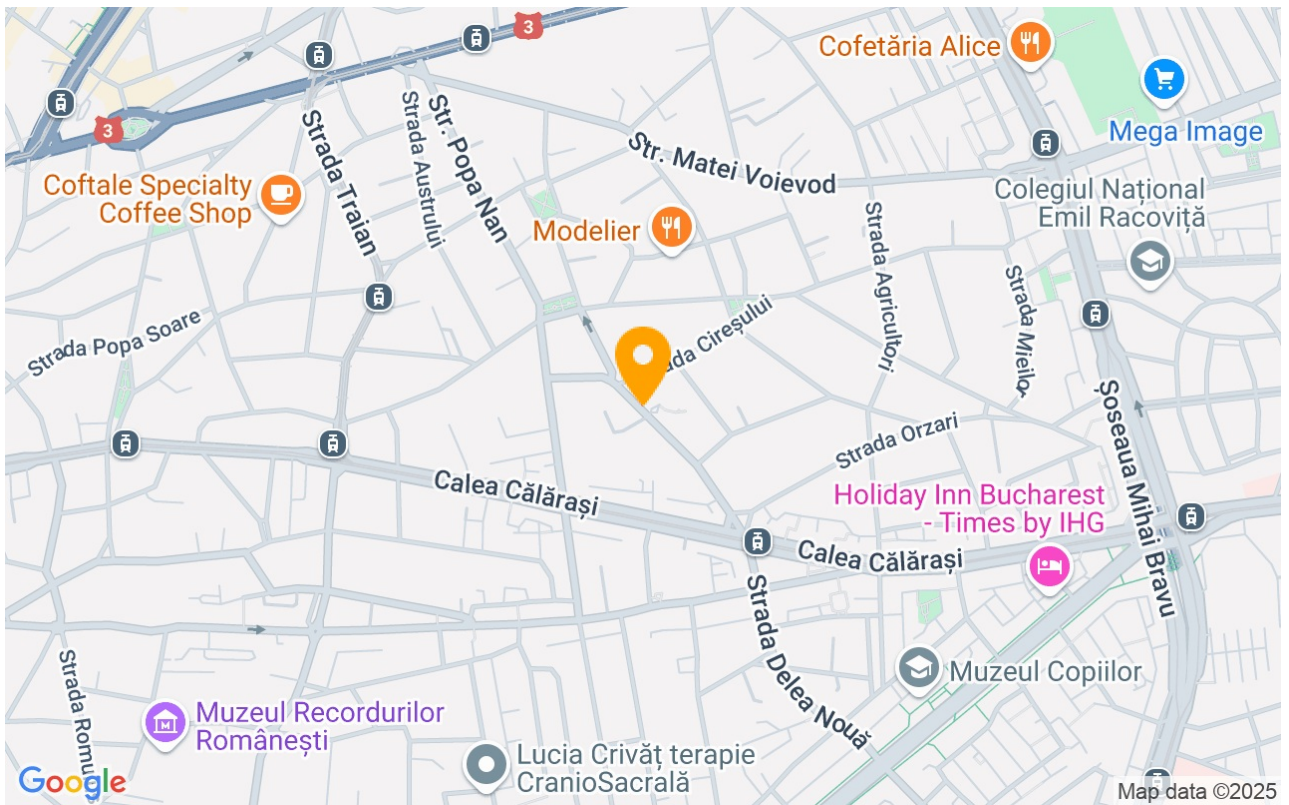 3
Cofetăria Alice
Mega Image
3
Strada Traian
Strada Austrului
Str. Popa Nan
Str. Matei Voievod
Coftale Specialty
Coffee Shop
Colegiul Național
Emil Racoviță
Modelier
Strada Agricultori
Strada Mieilor
Strada Popa Soare
ada Cireșului
Șoseaua Mihai Bravu
Strada Orzari
Calea Călărași
Holiday Inn Bucharest
- Times by IHG
Calea Călărași
Strada Delea Nouă
Strada Romu
Muzeul Copiilor
Muzeul Recordurilor
Românești
Lucia Crivăț terapie
CranioSacrală
Google
Map data ©2025